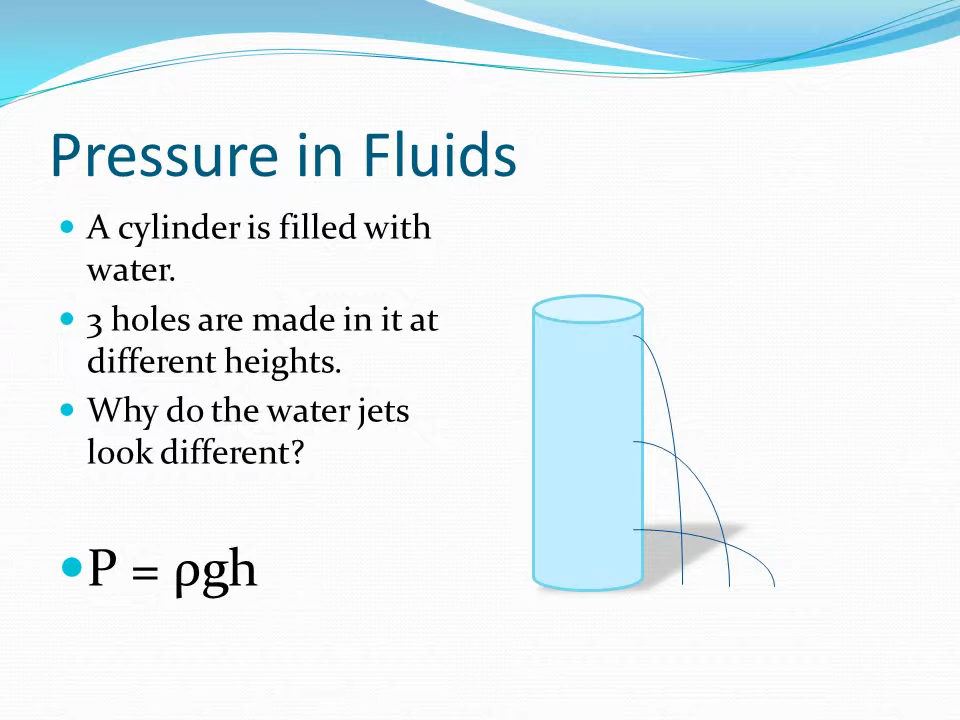 Pressure in Fluids
• A cylinder is filled with
water.
• 3 holes are made in it at
different heights.
• Why do the water jets
look different?
• P = ρgh